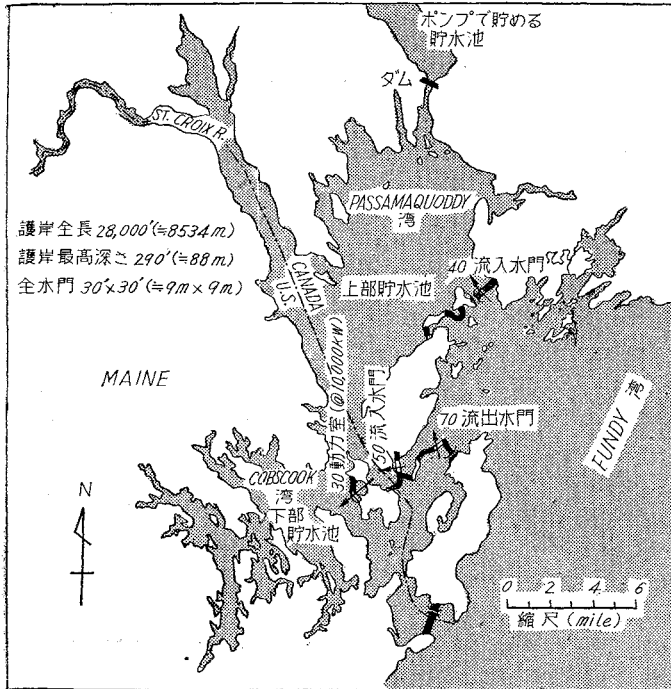 ポンプで貯める
貯水池
ダム
ST. CROIX R.
PASSAMAQUODDY
湾
護岸全長 28,000'(≒8534m)
護岸最高深さ 290'(≒88m)
全水門 30'×30'(≒9m×9m)
CANADA
U.S
上部貯水池
40 流入水門
MAINE
30 動力室(@10,000KW)
50 流入水門
70 流出水門
FUNDY 湾
COBSCOOK
湾
下部
貯水池
N
0 2 4 6
縮尺(mile)